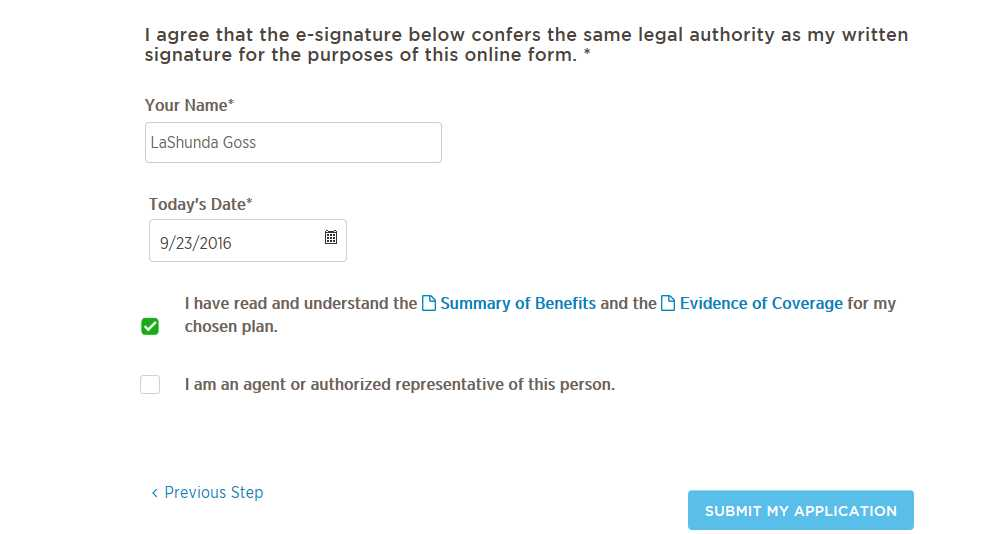 I agree that the e-signature below confers the same legal authority as my written
signature for the purposes of this online form. *
Your Name*
LaShunda Goss
Today's Date*
9/23/2016
I have read and understand the Summary of Benefits and the Evidence of Coverage for my
chosen plan.
I am an agent or authorized representative of this person.
< Previous Step
SUBMIT MY APPLICATION